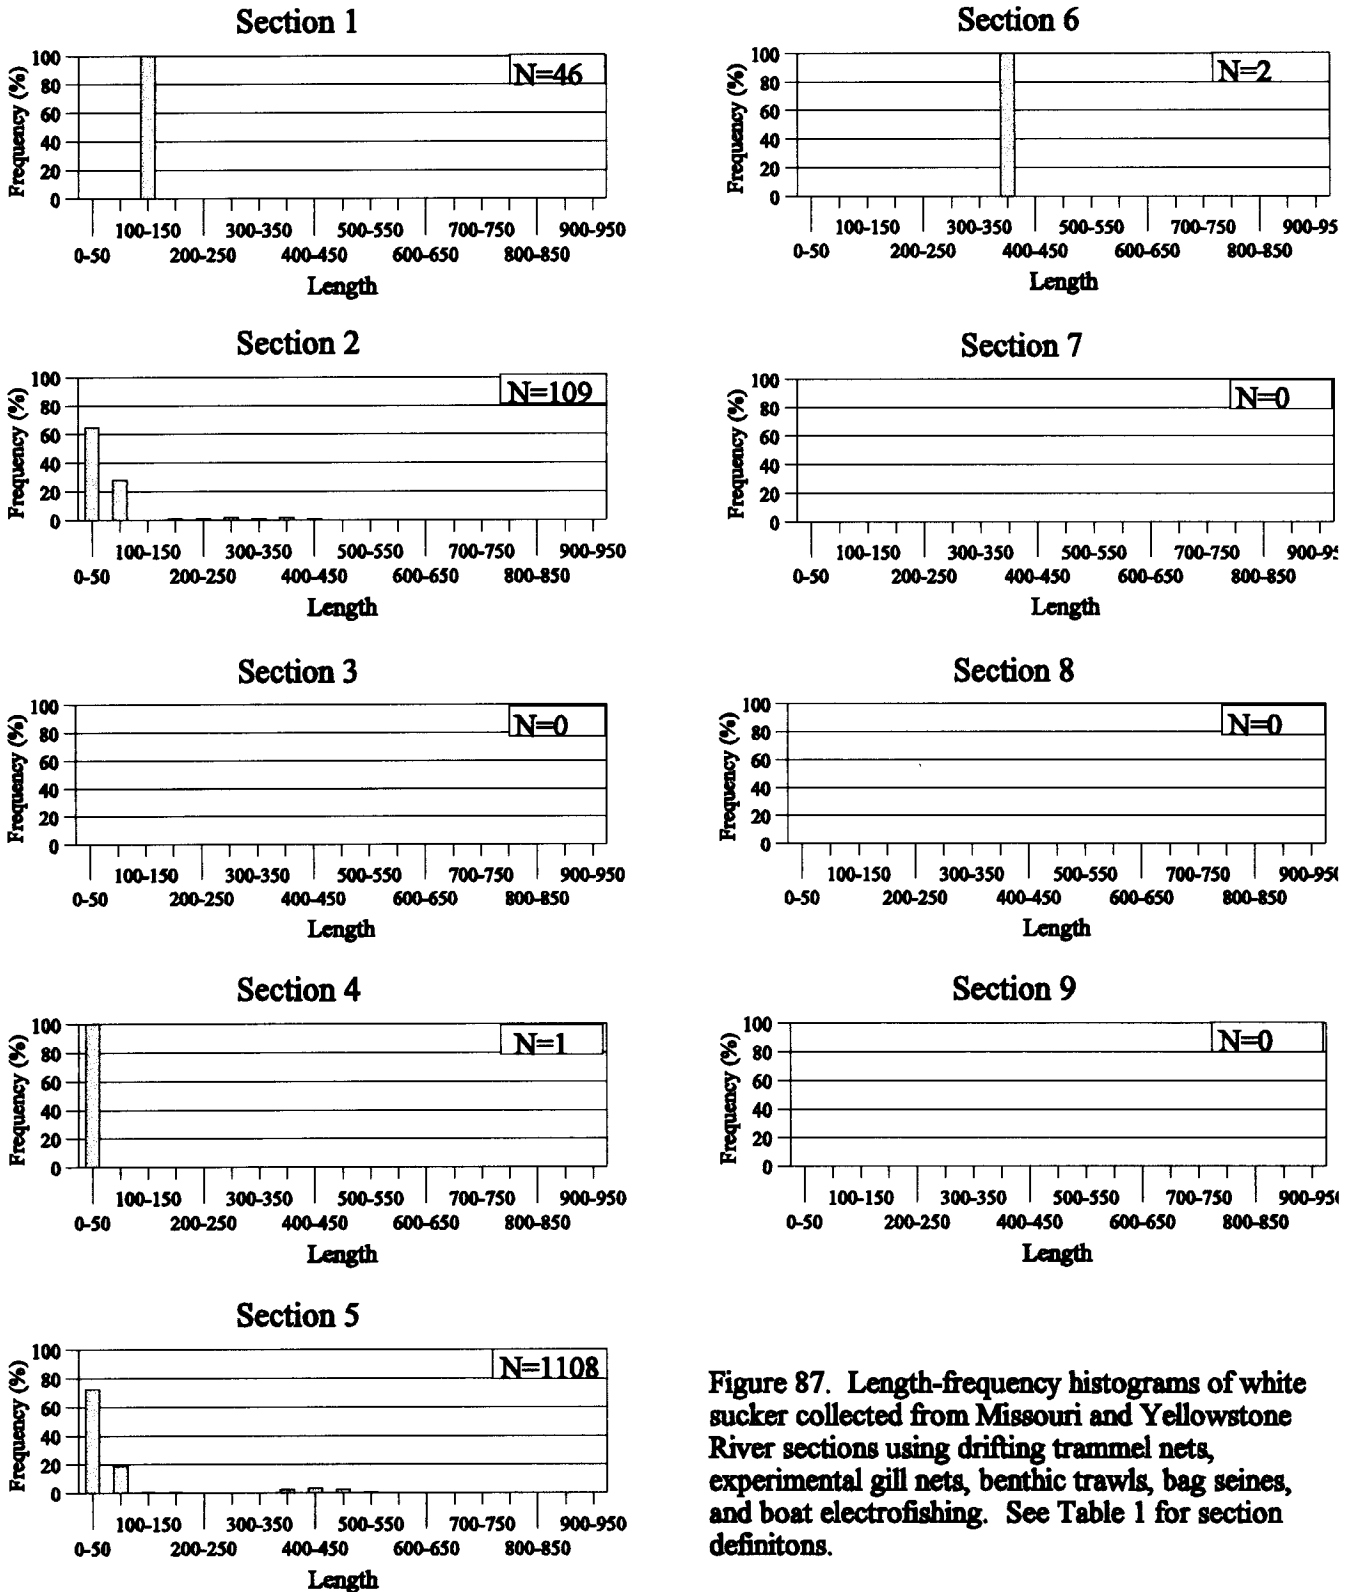 Section 1
N=46
Frequency (%)
100
80
60
40
20
0
100-150 300-350 500-550 700-750 900-950
0-50 200-250 400-450 600-650 800-850
Length
Section 2
N=109
Frequency (%)
100
80
60
40
20
0
100-150 300-350 500-550 700-750 900-950
0-50 200-250 400-450 600-650 800-850
Length
Section 3
N=0
Frequency (%)
100
80
60
40
20
0
100-150 300-350 500-550 700-750 900-950
0-50 200-250 400-450 600-650 800-850
Length
Section 4
N=1
Frequency (%)
100
80
60
40
20
0
100-150 300-350 500-550 700-750 900-950
0-50 200-250 400-450 600-650 800-850
Length
Section 5
N=1108
Frequency (%)
100
80
60
40
20
0
100-150 300-350 500-550 700-750 900-950
0-50 200-250 400-450 600-650 800-850
Length
Section 6
N=2
Frequency (%)
100
80
60
40
20
0
100-150 300-350 500-550 700-750 900-95
0-50 200-250 400-450 600-650 800-850
Length
Section 7
N=0
Frequency (%)
100
80
60
40
20
0
100-150 300-350 500-550 700-750 900-95
0-50 200-250 400-450 600-650 800-850
Length
Section 8
N=0
Frequency (%)
100
80
60
40
20
0
100-150 300-350 500-550 700-750 900-950
0-50 200-250 400-450 600-650 800-850
Length
Section 9
N=0
Frequency (%)
100
80
60
40
20
0
100-150 300-350 500-550 700-750 900-950
0-50 200-250 400-450 600-650 800-850
Length
Figure 87. Length-frequency histograms of white
sucker collected from Missouri and Yellowstone
River sections using drifting trammel nets,
experimental gill nets, benthic trawls, bag seines,
and boat electrofishing. See Table 1 for section
definitons.